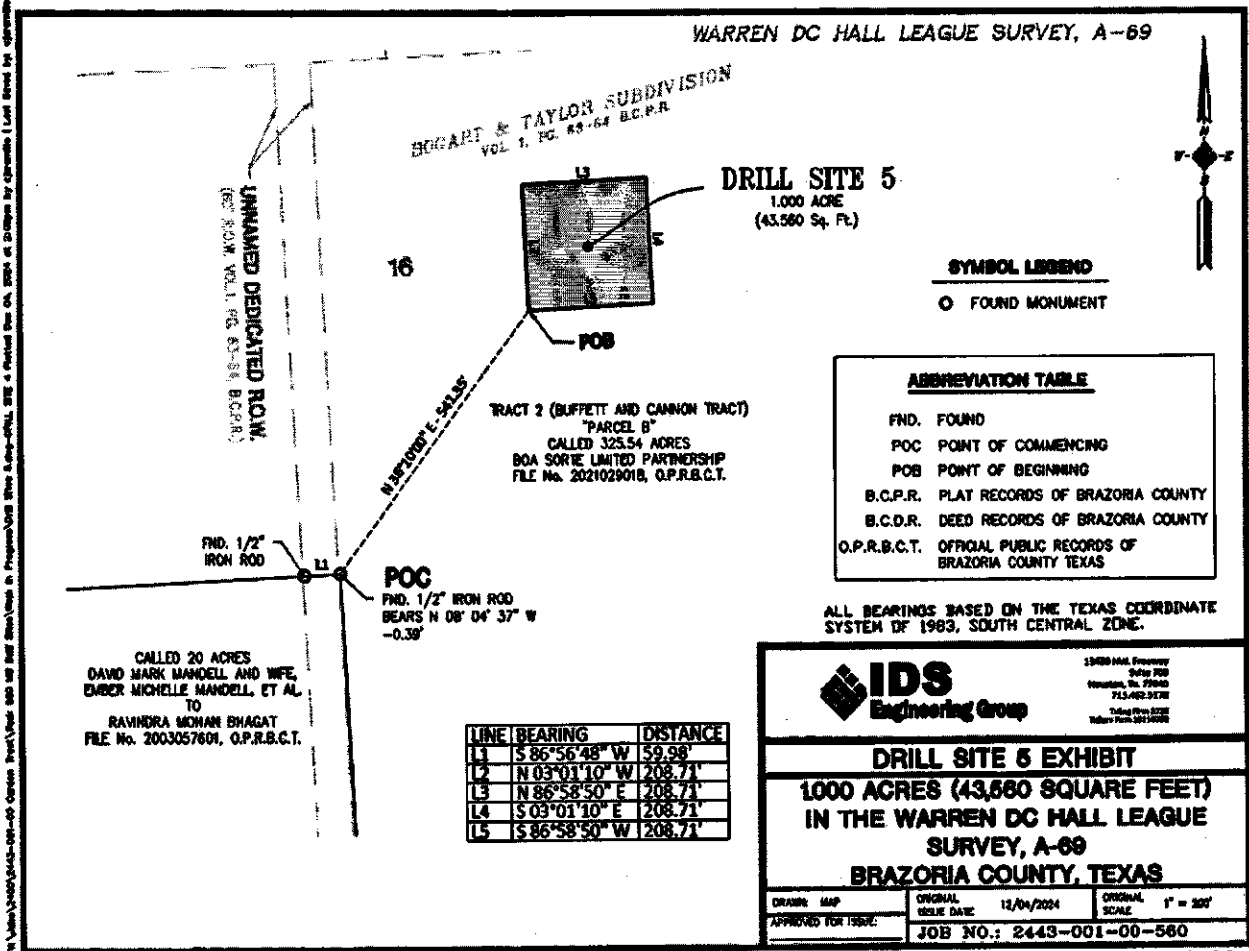 WARREN DC HALL LEAGUE SURVEY, A-69
BOGART & TAYLOR SUBDIVISION
VOL. 1, PG. 63-64 B.C.P.R.
N
W
E
S
L3
DRILL SITE 5
1.000 ACRE
(43,560 Sq. Ft.)
UNNAMED DEDICATED R.O.W.
(60' R.O.W. VOL. 1, PG. 63-64, B.C.P.R.)
16
POB
SYMBOL LEGEND
FOUND MONUMENT
ABBREVIATION TABLE
FND. FOUND
POC POINT OF COMMENCING
POB POINT OF BEGINNING
B.C.P.R. PLAT RECORDS OF BRAZORIA COUNTY
B.C.D.R. DEED RECORDS OF BRAZORIA COUNTY
O.P.R.B.C.T. OFFICIAL PUBLIC RECORDS OF
BRAZORIA COUNTY TEXAS
TRACT 2 (BUFFETT AND CANNON TRACT)
"PARCEL B"
CALLED 325.54 ACRES
BOA SORTE LIMITED PARTNERSHIP
FILE No. 2021029018, O.P.R.B.C.T.
FND. 1/2"
IRON ROD
L1
POC
FND. 1/2" IRON ROD
BEARS N 08° 04' 37" W
-0.39'
ALL BEARINGS BASED ON THE TEXAS COORDINATE
SYSTEM OF 1983, SOUTH CENTRAL ZONE.
CALLED 20 ACRES
DAVID MARK MANDELL AND WIFE,
EMBER MICHELLE MANDELL, ET AL.
TO
RAVINDRA MOHAN BHAGAT
FILE No. 2003057601, O.P.R.B.C.T.
LINE BEARING DISTANCE
L1 S 86°56'48" W 59.98'
L2 N 03°01'10" W 208.71'
L3 N 86°58'50" E 208.71'
L4 S 03°01'10" E 208.71'
L5 S 86°58'50" W 208.71'
IDS
Engineering Group
DRILL SITE 5 EXHIBIT
1.000 ACRES (43,560 SQUARE FEET)
IN THE WARREN DC HALL LEAGUE
SURVEY, A-69
BRAZORIA COUNTY, TEXAS
DRAWN: MAP
ORIGINAL ISSUE DATE 12/04/2024
ORIGINAL SCALE 1" = 200'
APPROVED FOR ISSUE:
JOB NO.: 2443-001-00-560